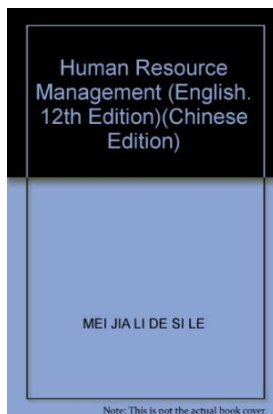 Human Resource
Management (English.
12th Edition)(Chinese
Edition)
MEI JIA LI DE SI LE
Note: This is not the actual book cover